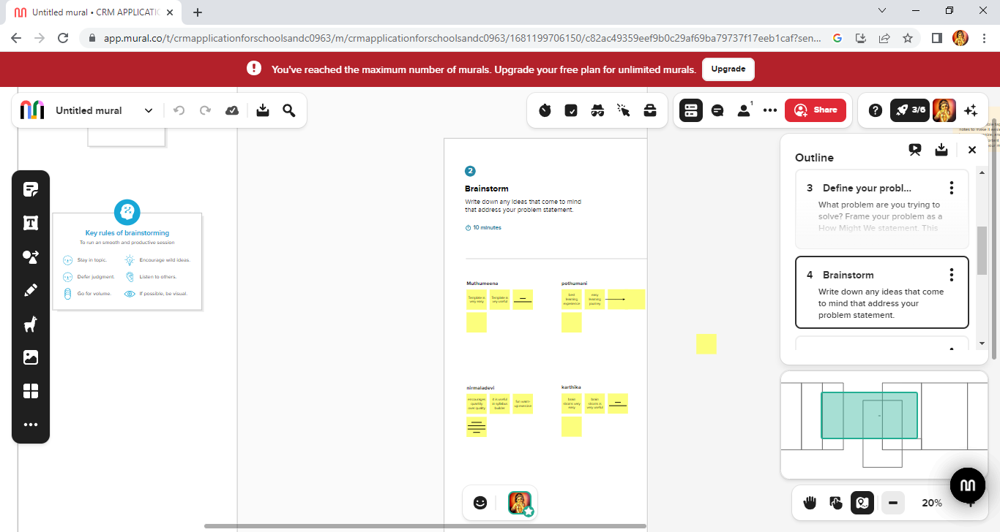 Untitled mural • CRM APPLICATIO
app.mural.co/t/crmapplicationforschoolsandc0963/m/crmapplicationforschoolsandc0963/1681199706150/c82ac49359eef9b0c29af69ba79737f17eeb1caf?sen...
You've reached the maximum number of murals. Upgrade your free plan for unlimited murals.
Upgrade
Untitled mural
1
Share
3/6
Outline
3 Define your probl...
What problem are you trying to
solve? Frame your problem as a
How Might We statement. This
4 Brainstorm
Write down any ideas that come
to mind that address your
problem statement.
Key rules of brainstorming
To run an smooth and productive session
Stay in topic.
Encourage wild ideas.
Defer judgment.
Listen to others.
Go for volume.
If possible, be visual.
2
Brainstorm
Write down any ideas that come to mind
that address your problem statement.
10 minutes
Muthumeena
Template is
very easy
Template is
very useful
pothumani
best
learning
experience
easy
learning
journey
nirmaladevi
encourages
quantity
over quality
it is useful
in syllabus
builder
fun warm-
up exercise
karthika
brain
stroms very
easy
brain
stroms is
very useful
20%